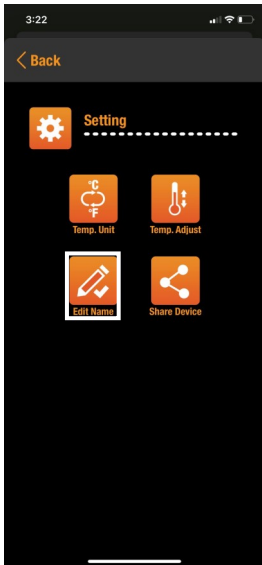 3:22
Back
Setting
°C
°F
Temp. Unit
Temp. Adjust
Edit Name
Share Device